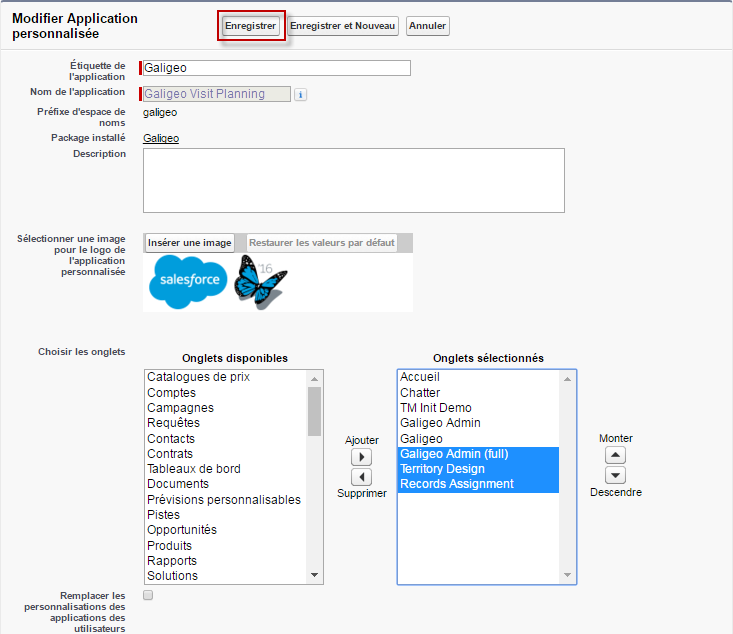 Modifier Application
personnalisée
Enregistrer
Enregistrer et Nouveau
Annuler
Étiquette de
l'application
Galigeo
Nom de l'application
Galigeo Visit Planning
i
Préfixe d'espace de
noms
galigeo
Package installé
Galigeo
Description
Sélectionner une image
pour le logo de
l'application
personnalisée
Insérer une image
Restaurer les valeurs par défaut
salesforce
'16
Choisir les onglets
Onglets disponibles
Catalogues de prix
Comptes
Campagnes
Requêtes
Contacts
Contrats
Tableaux de bord
Documents
Prévisions personnalisables
Pistes
Opportunités
Produits
Rapports
Solutions
Ajouter
Supprimer
Onglets sélectionnés
Accueil
Chatter
TM Init Demo
Galigeo Admin
Galigeo
Galigeo Admin (full)
Territory Design
Records Assignment
Monter
Descendre
Remplacer les
personnalisations des
applications des
utilisateurs